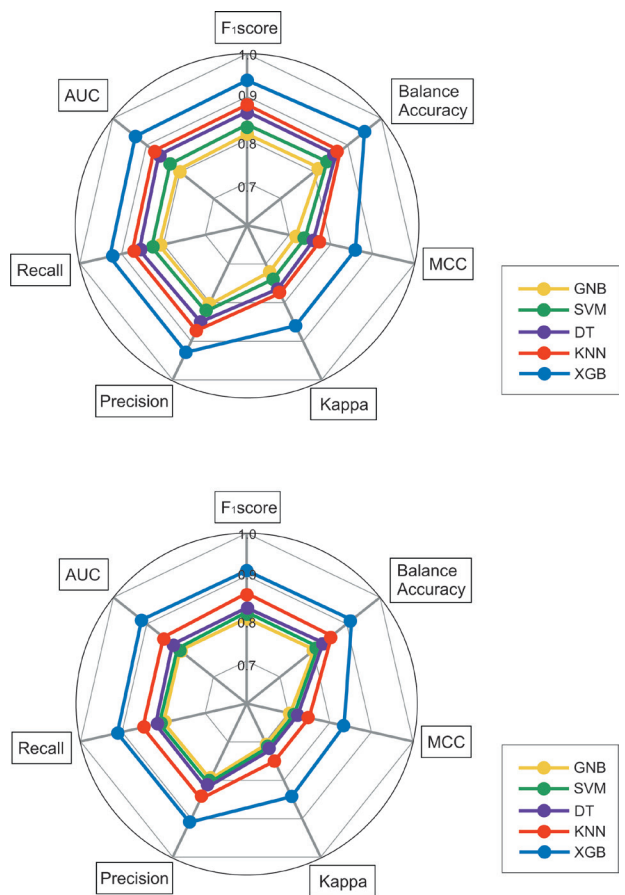 F₁score
1.0
0.9
0.8
0.7
AUC
Balance
Accuracy
Recall
MCC
Precision
Kappa
GNB
SVM
DT
KNN
XGB
F₁score
1.0
0.9
0.8
0.7
AUC
Balance
Accuracy
Recall
MCC
Precision
Kappa
GNB
SVM
DT
KNN
XGB